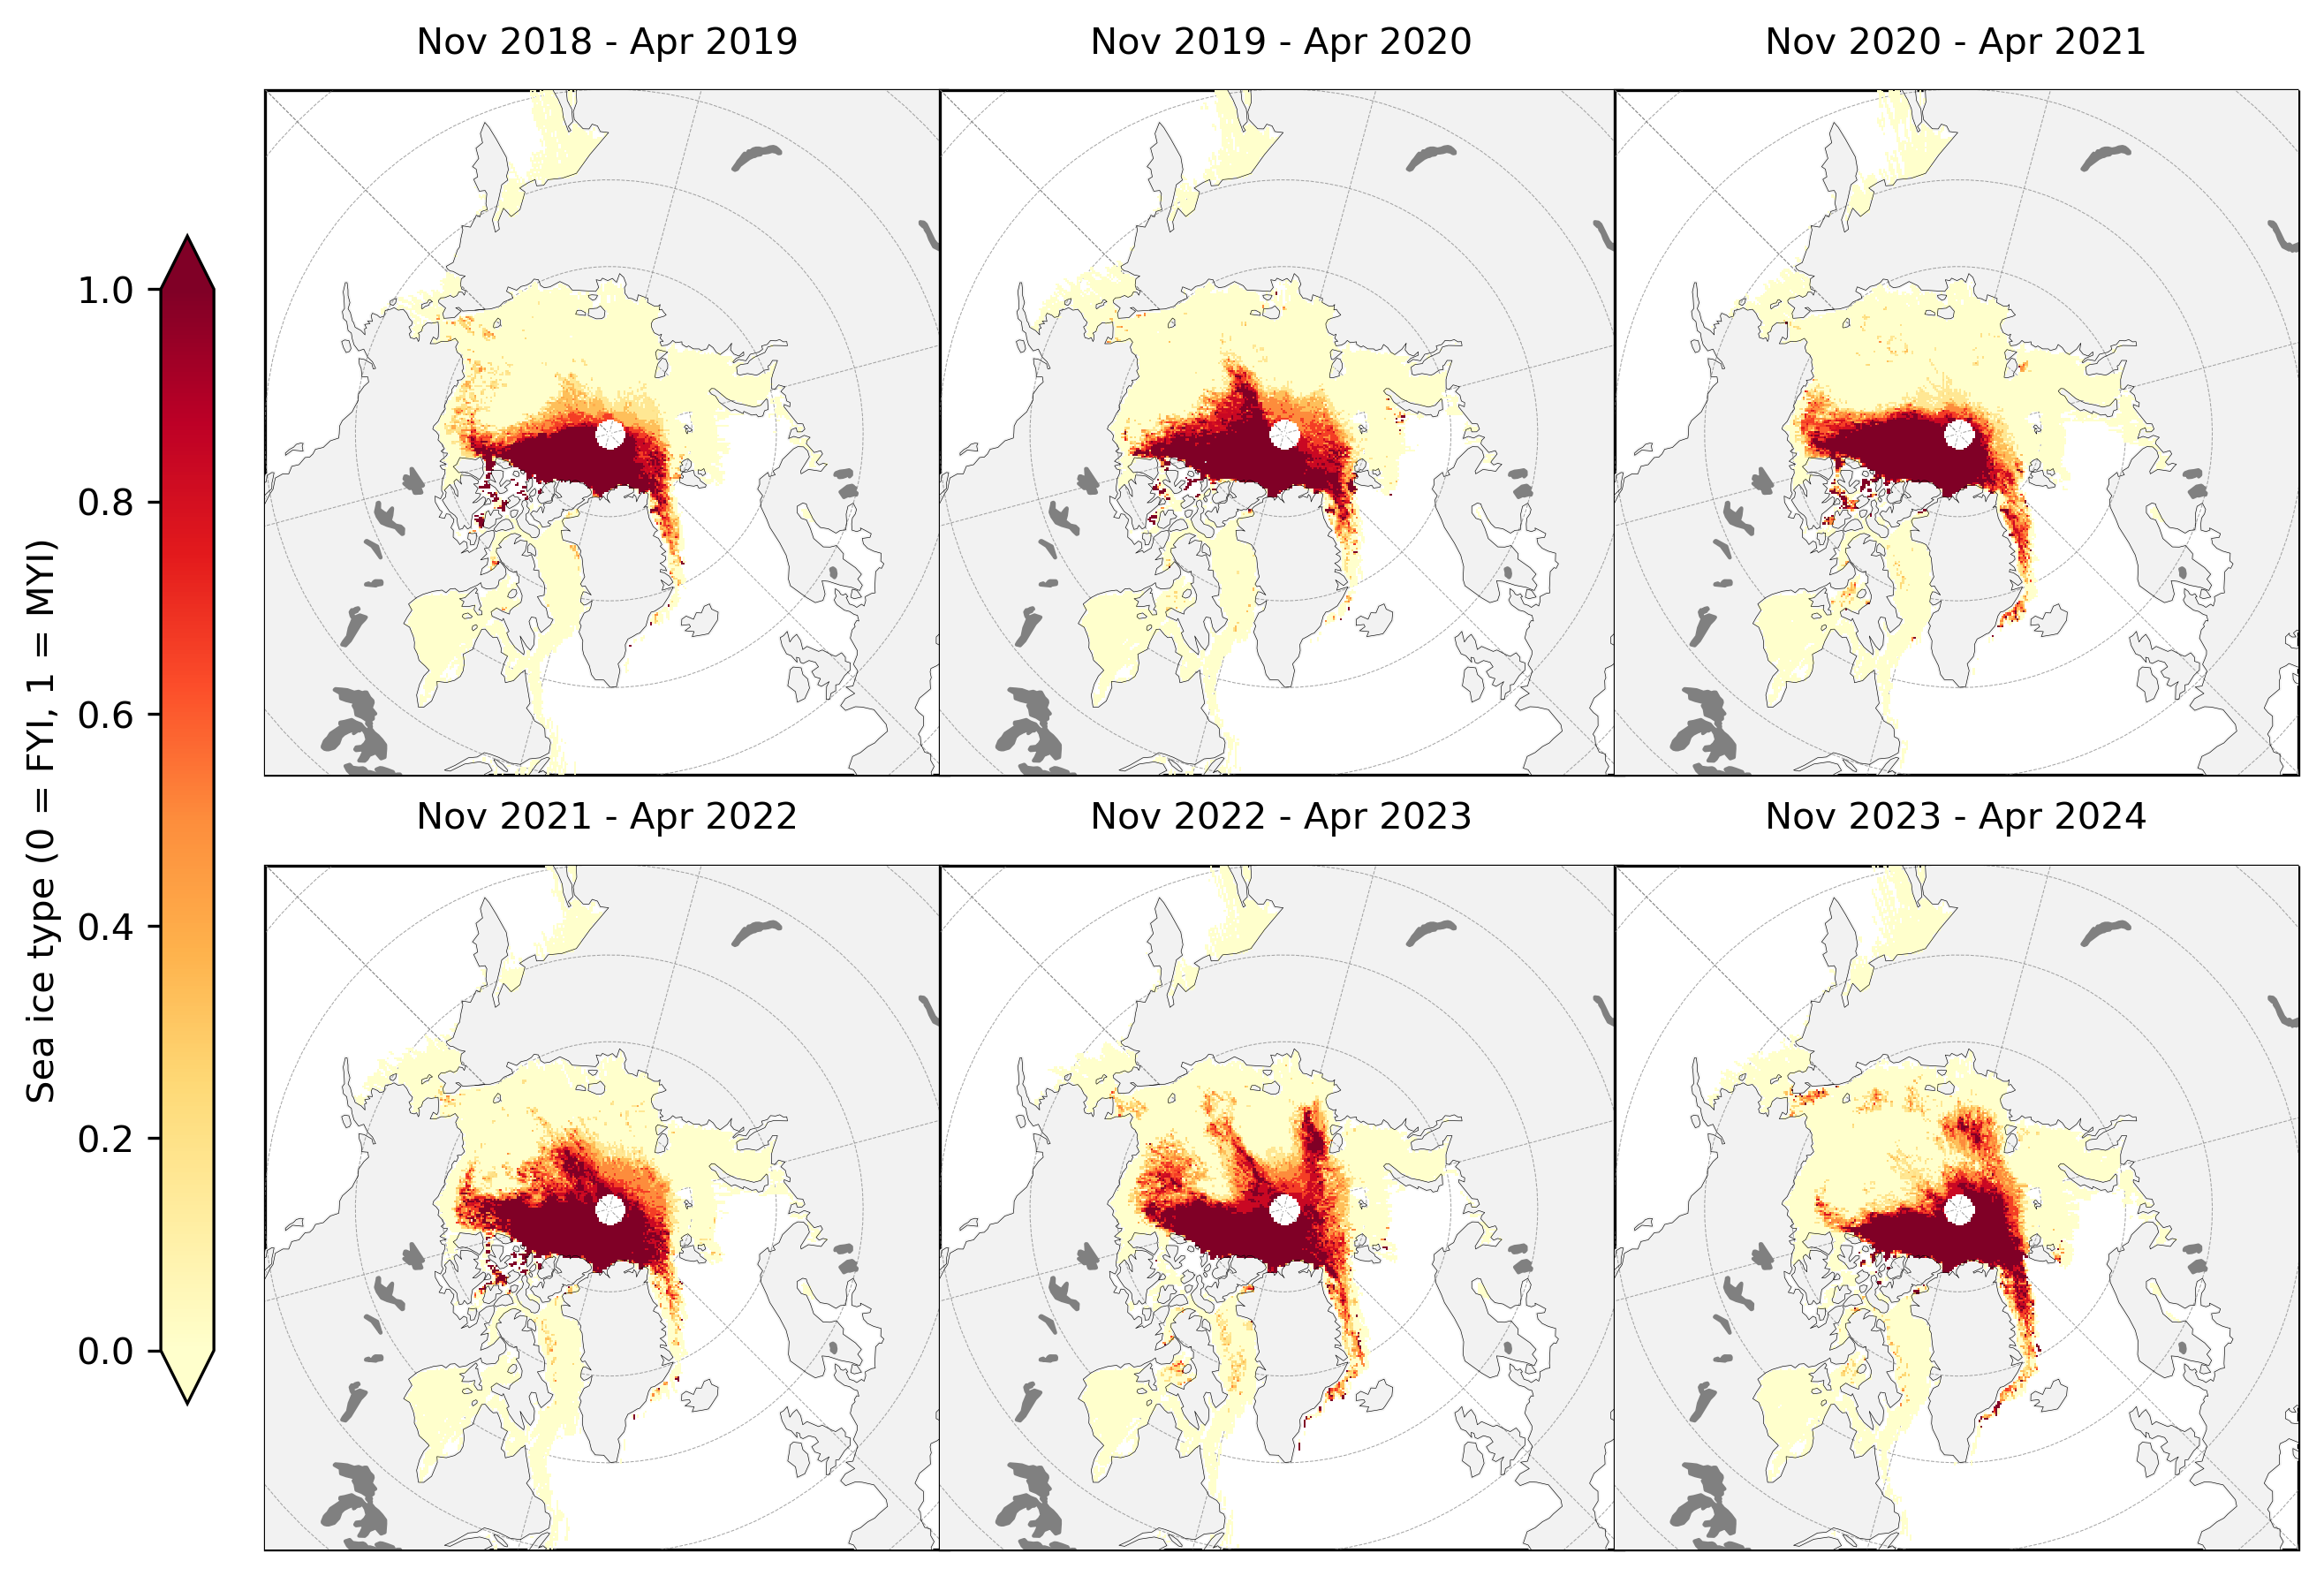 Nov 2018 - Apr 2019
Nov 2019 - Apr 2020
Nov 2020 - Apr 2021
Sea ice type (0 = FYI, 1 = MYI)
1.0
0.8
0.6
0.4
0.2
0.0
Nov 2021 - Apr 2022
Nov 2022 - Apr 2023
Nov 2023 - Apr 2024